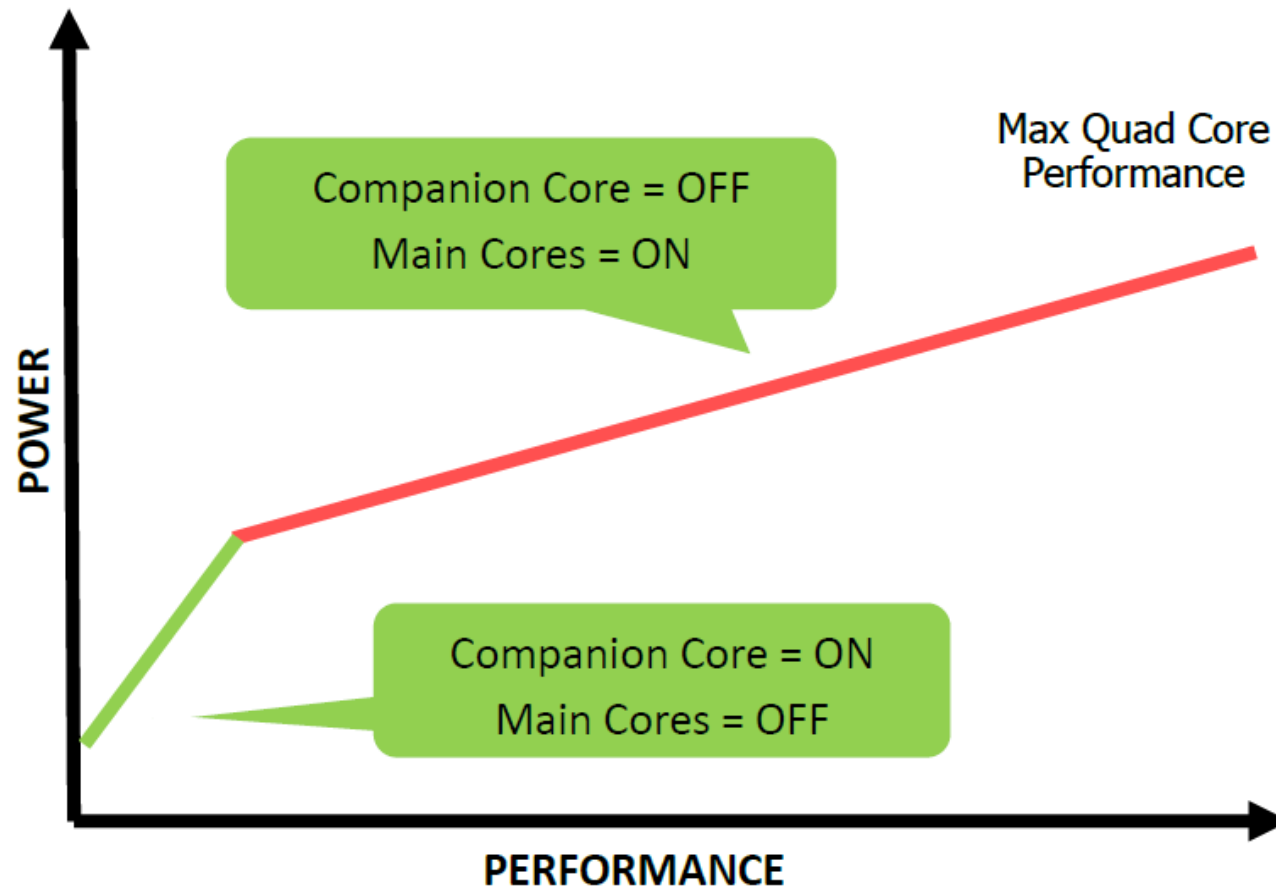 Max Quad Core
Performance
Companion Core = OFF
Main Cores = ON
POWER
Companion Core = ON
Main Cores = OFF
PERFORMANCE